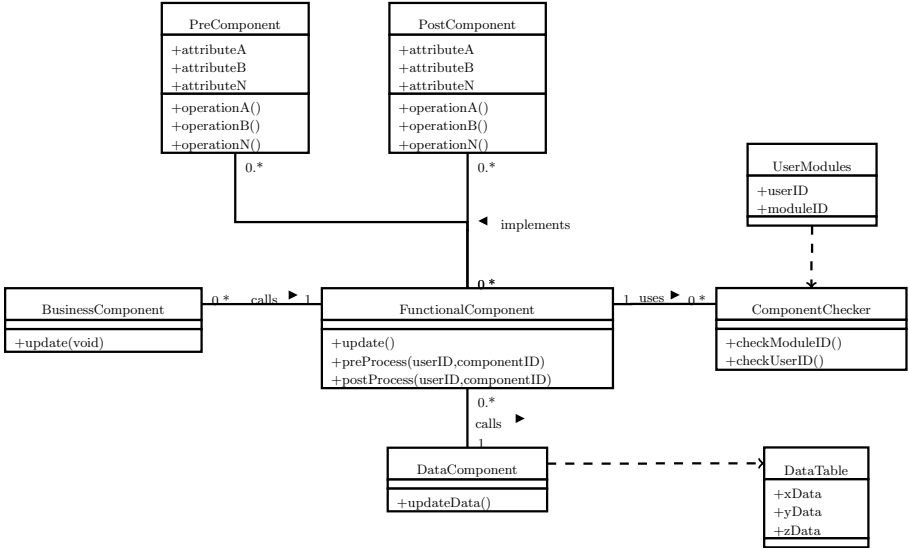 PreComponent
+attributeA
+attributeB
+attributeN
+operationA()
+operationB()
+operationN()
PostComponent
+attributeA
+attributeB
+attributeN
+operationA()
+operationB()
+operationN()
0.*
0.*
implements
0.*
UserModules
+userID
+moduleID
BusinessComponent
+update(void)
0.*
calls
1
FunctionalComponent
+update()
+preProcess(userID,componentID)
+postProcess(userID,componentID)
1
uses
0.*
ComponentChecker
+checkModuleID()
+checkUserID()
0.*
calls
1
DataComponent
+updateData()
DataTable
+xData
+yData
+zData